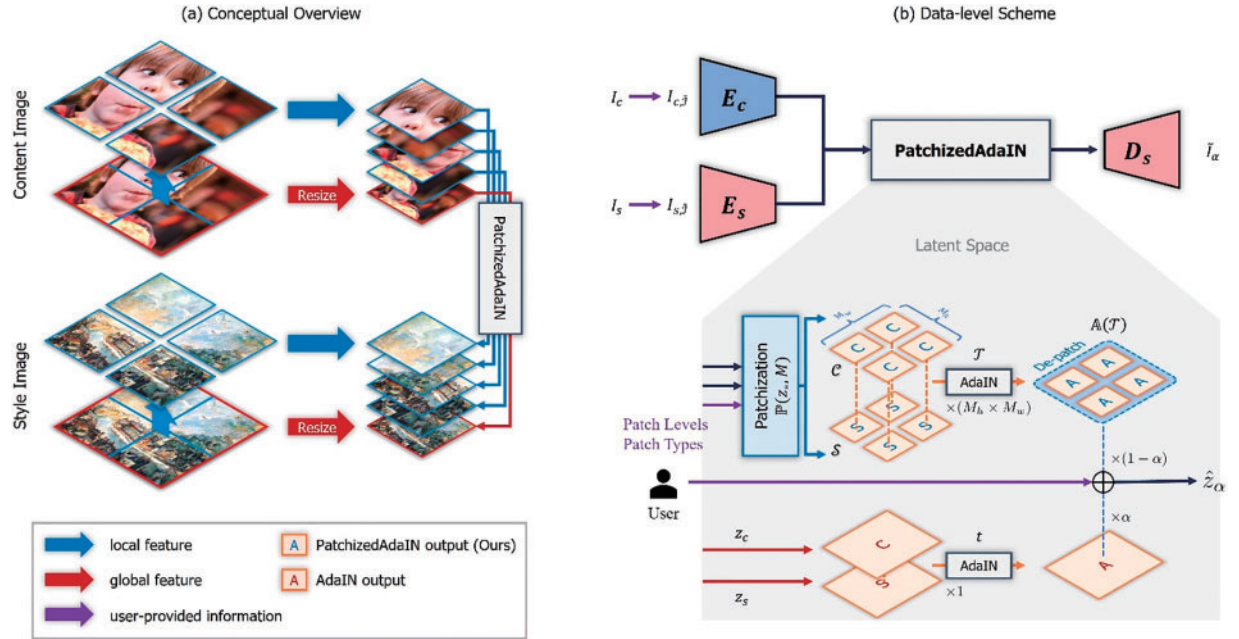 (a) Conceptual Overview
Content Image
Resize
PatchizedAdaIN
Style Image
Resize
local feature
global feature
user-provided information
A PatchizedAdaIN output (Ours)
A AdaIN output
(b) Data-level Scheme
I_c
E_c
PatchizedAdaIN
D_s
Ĩ_α
I_s
E_s
Latent Space
Patchization
ℙ(z_*, M)
M_w
M_h
C C C C
𝒞
S S S S
𝒮
𝒯
AdaIN
×(M_h × M_w)
𝔸(𝒯)
De-patch
A A A A
Patch Levels
Patch Types
User
×(1 − α)
ẑ_α
×α
z_c
z_s
C
S
t
AdaIN
×1
A